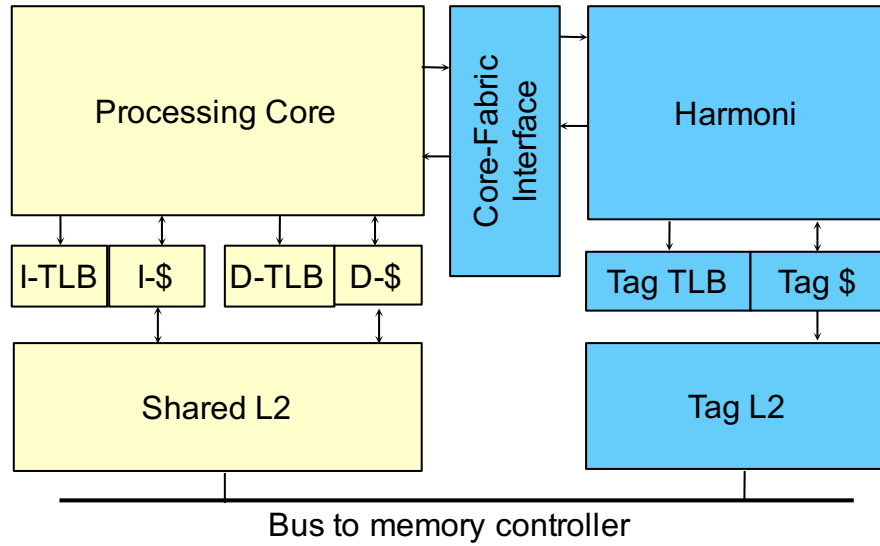 Processing Core
Core-Fabric
Interface
Harmoni
I-TLB
I-$
D-TLB
D-$
Tag TLB
Tag $
Shared L2
Tag L2
Bus to memory controller